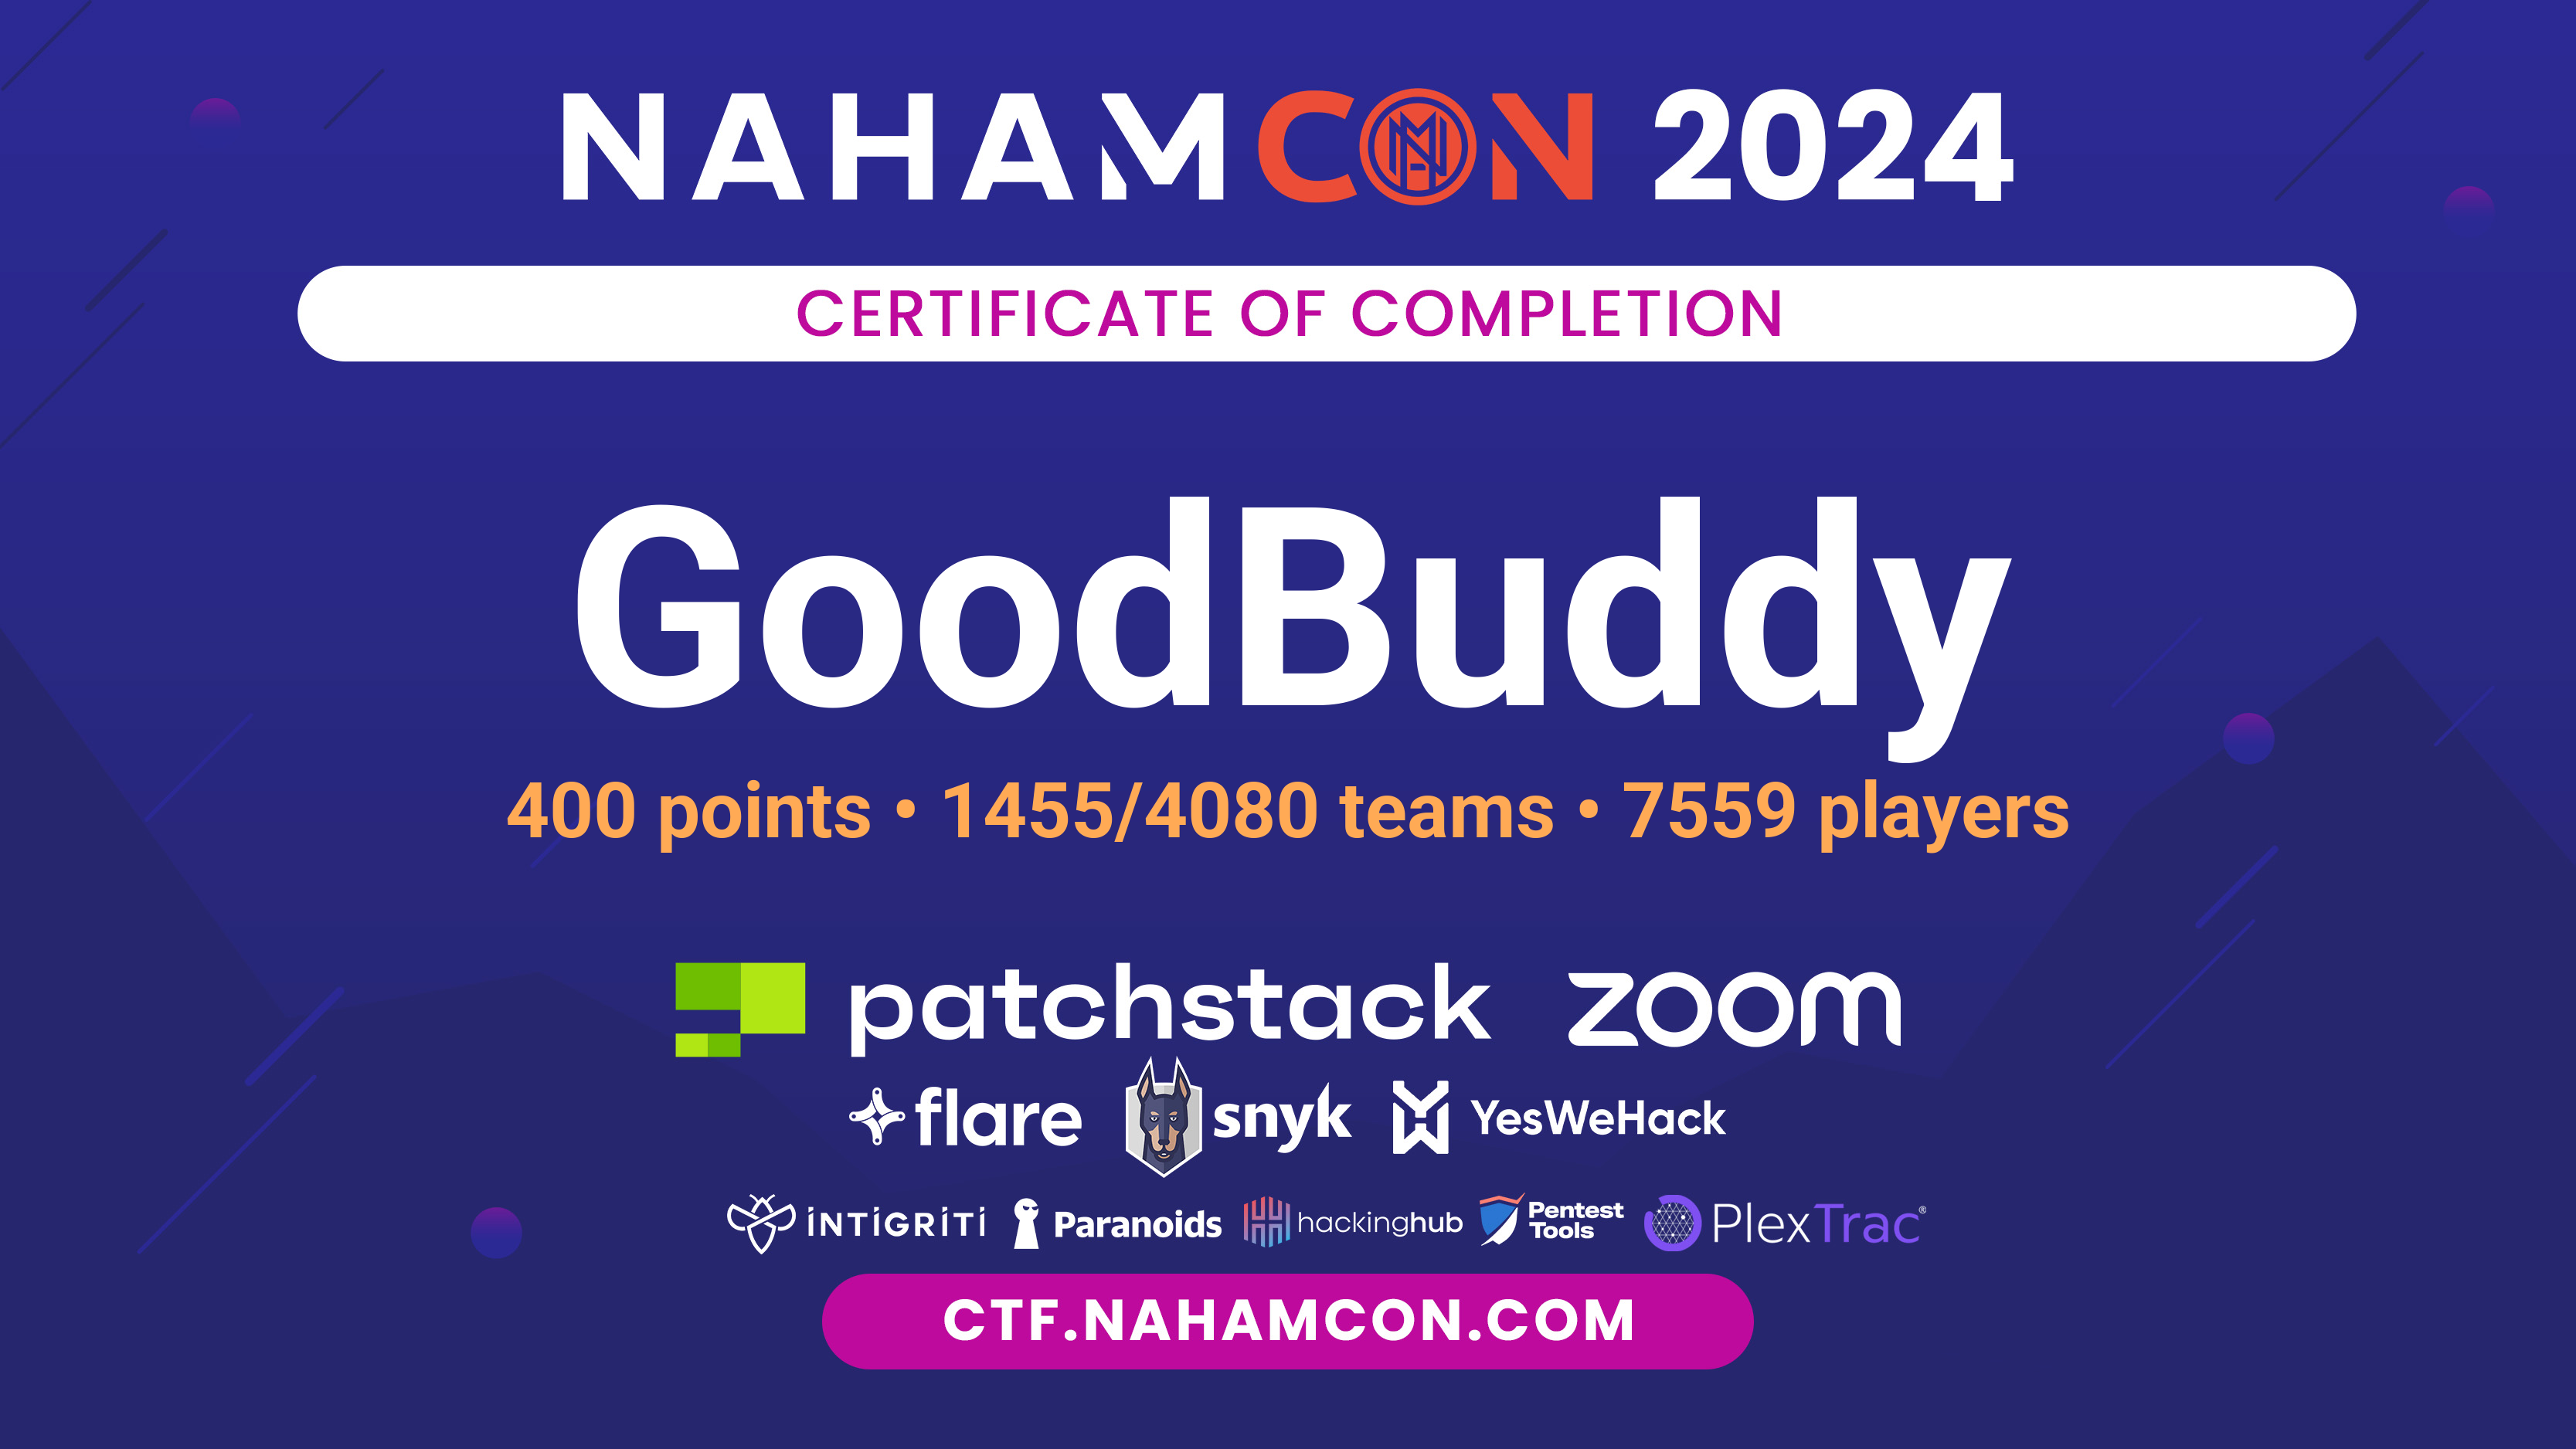 NAHAMCON 2024
CERTIFICATE OF COMPLETION
GoodBuddy
400 points • 1455/4080 teams • 7559 players
patchstack zoom
flare snyk YesWeHack
INTIGRITI Paranoids hackinghub Pentest Tools PlexTrac®
CTF.NAHAMCON.COM